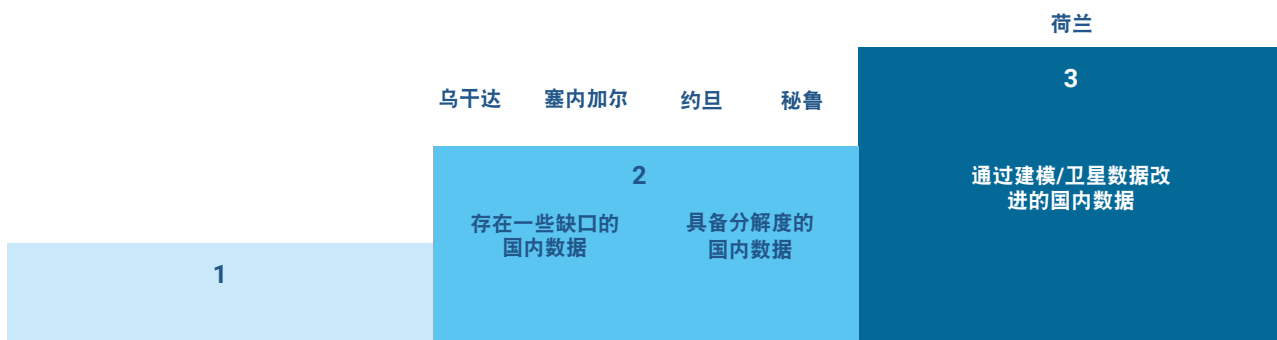 荷兰
3
乌干达 塞内加尔 约旦 秘鲁
2
通过建模/卫星数据改
进的国内数据
存在一些缺口的
国内数据
具备分解度的
国内数据
1